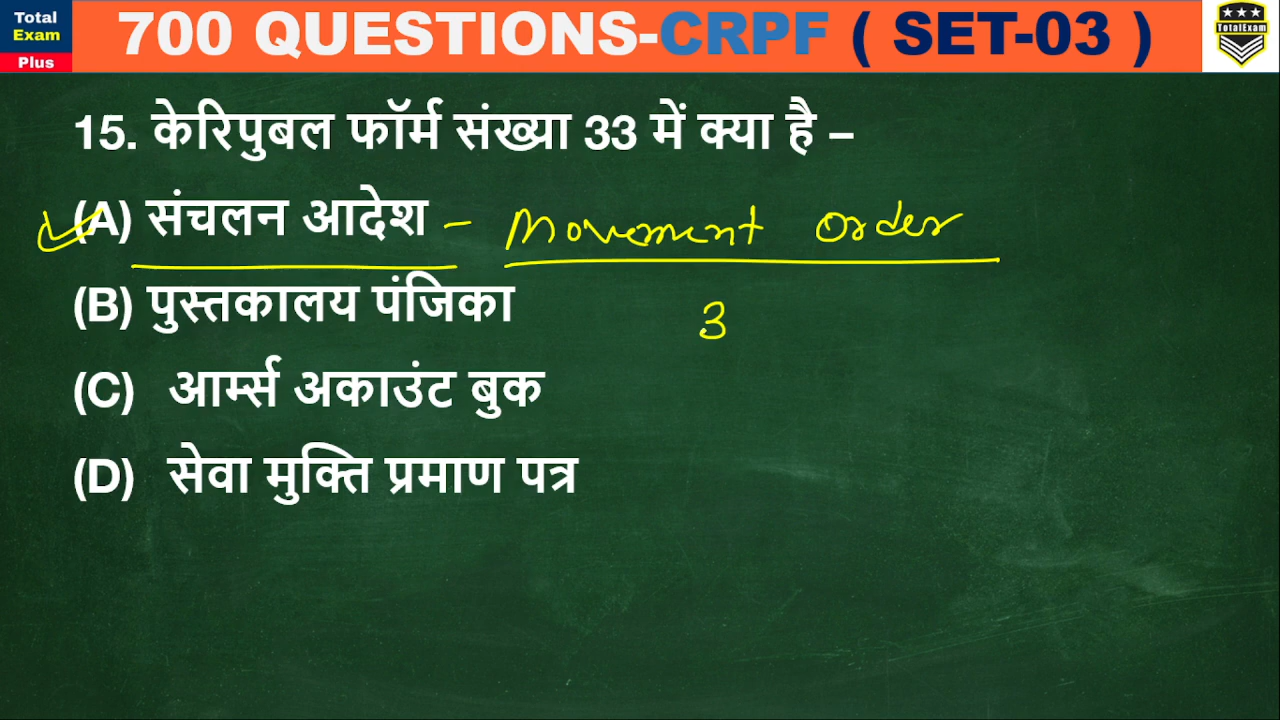 Total
Exam
Plus
700 QUESTIONS-CRPF ( SET-03 )
TotalExam
15. केरिपुबल फॉर्म संख्या 33 में क्या है –
(A) संचलन आदेश - Movement Order
(B) पुस्तकालय पंजिका
3
(C) आर्म्स अकाउंट बुक
(D) सेवा मुक्ति प्रमाण पत्र